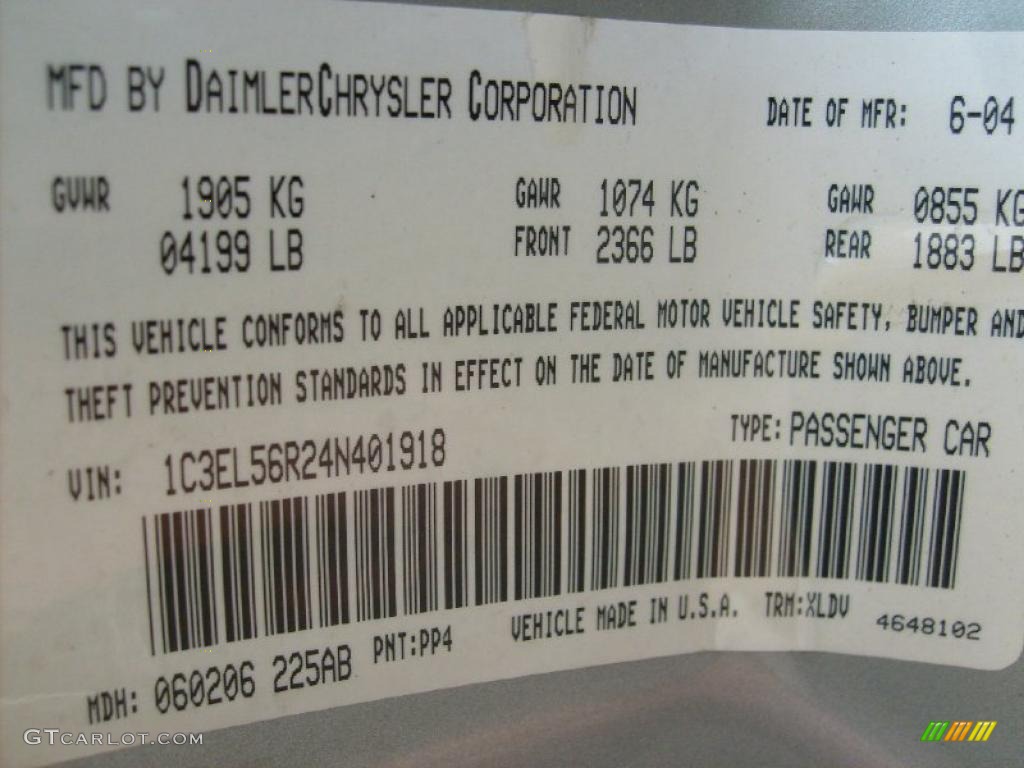 MFD BY DAIMLERCHRYSLER CORPORATION DATE OF MFR: 6-04
GVWR 1905 KG GAWR 1074 KG GAWR 0855 KG
04199 LB FRONT 2366 LB REAR 1883 LB
THIS VEHICLE CONFORMS TO ALL APPLICABLE FEDERAL MOTOR VEHICLE SAFETY, BUMPER AND
THEFT PREVENTION STANDARDS IN EFFECT ON THE DATE OF MANUFACTURE SHOWN ABOVE.
VIN: 1C3EL56R24N401918 TYPE: PASSENGER CAR
MDH: 060206 225AB PNT:PP4 VEHICLE MADE IN U.S.A. TRM:XLDV 4648102
GTCARLOT.COM